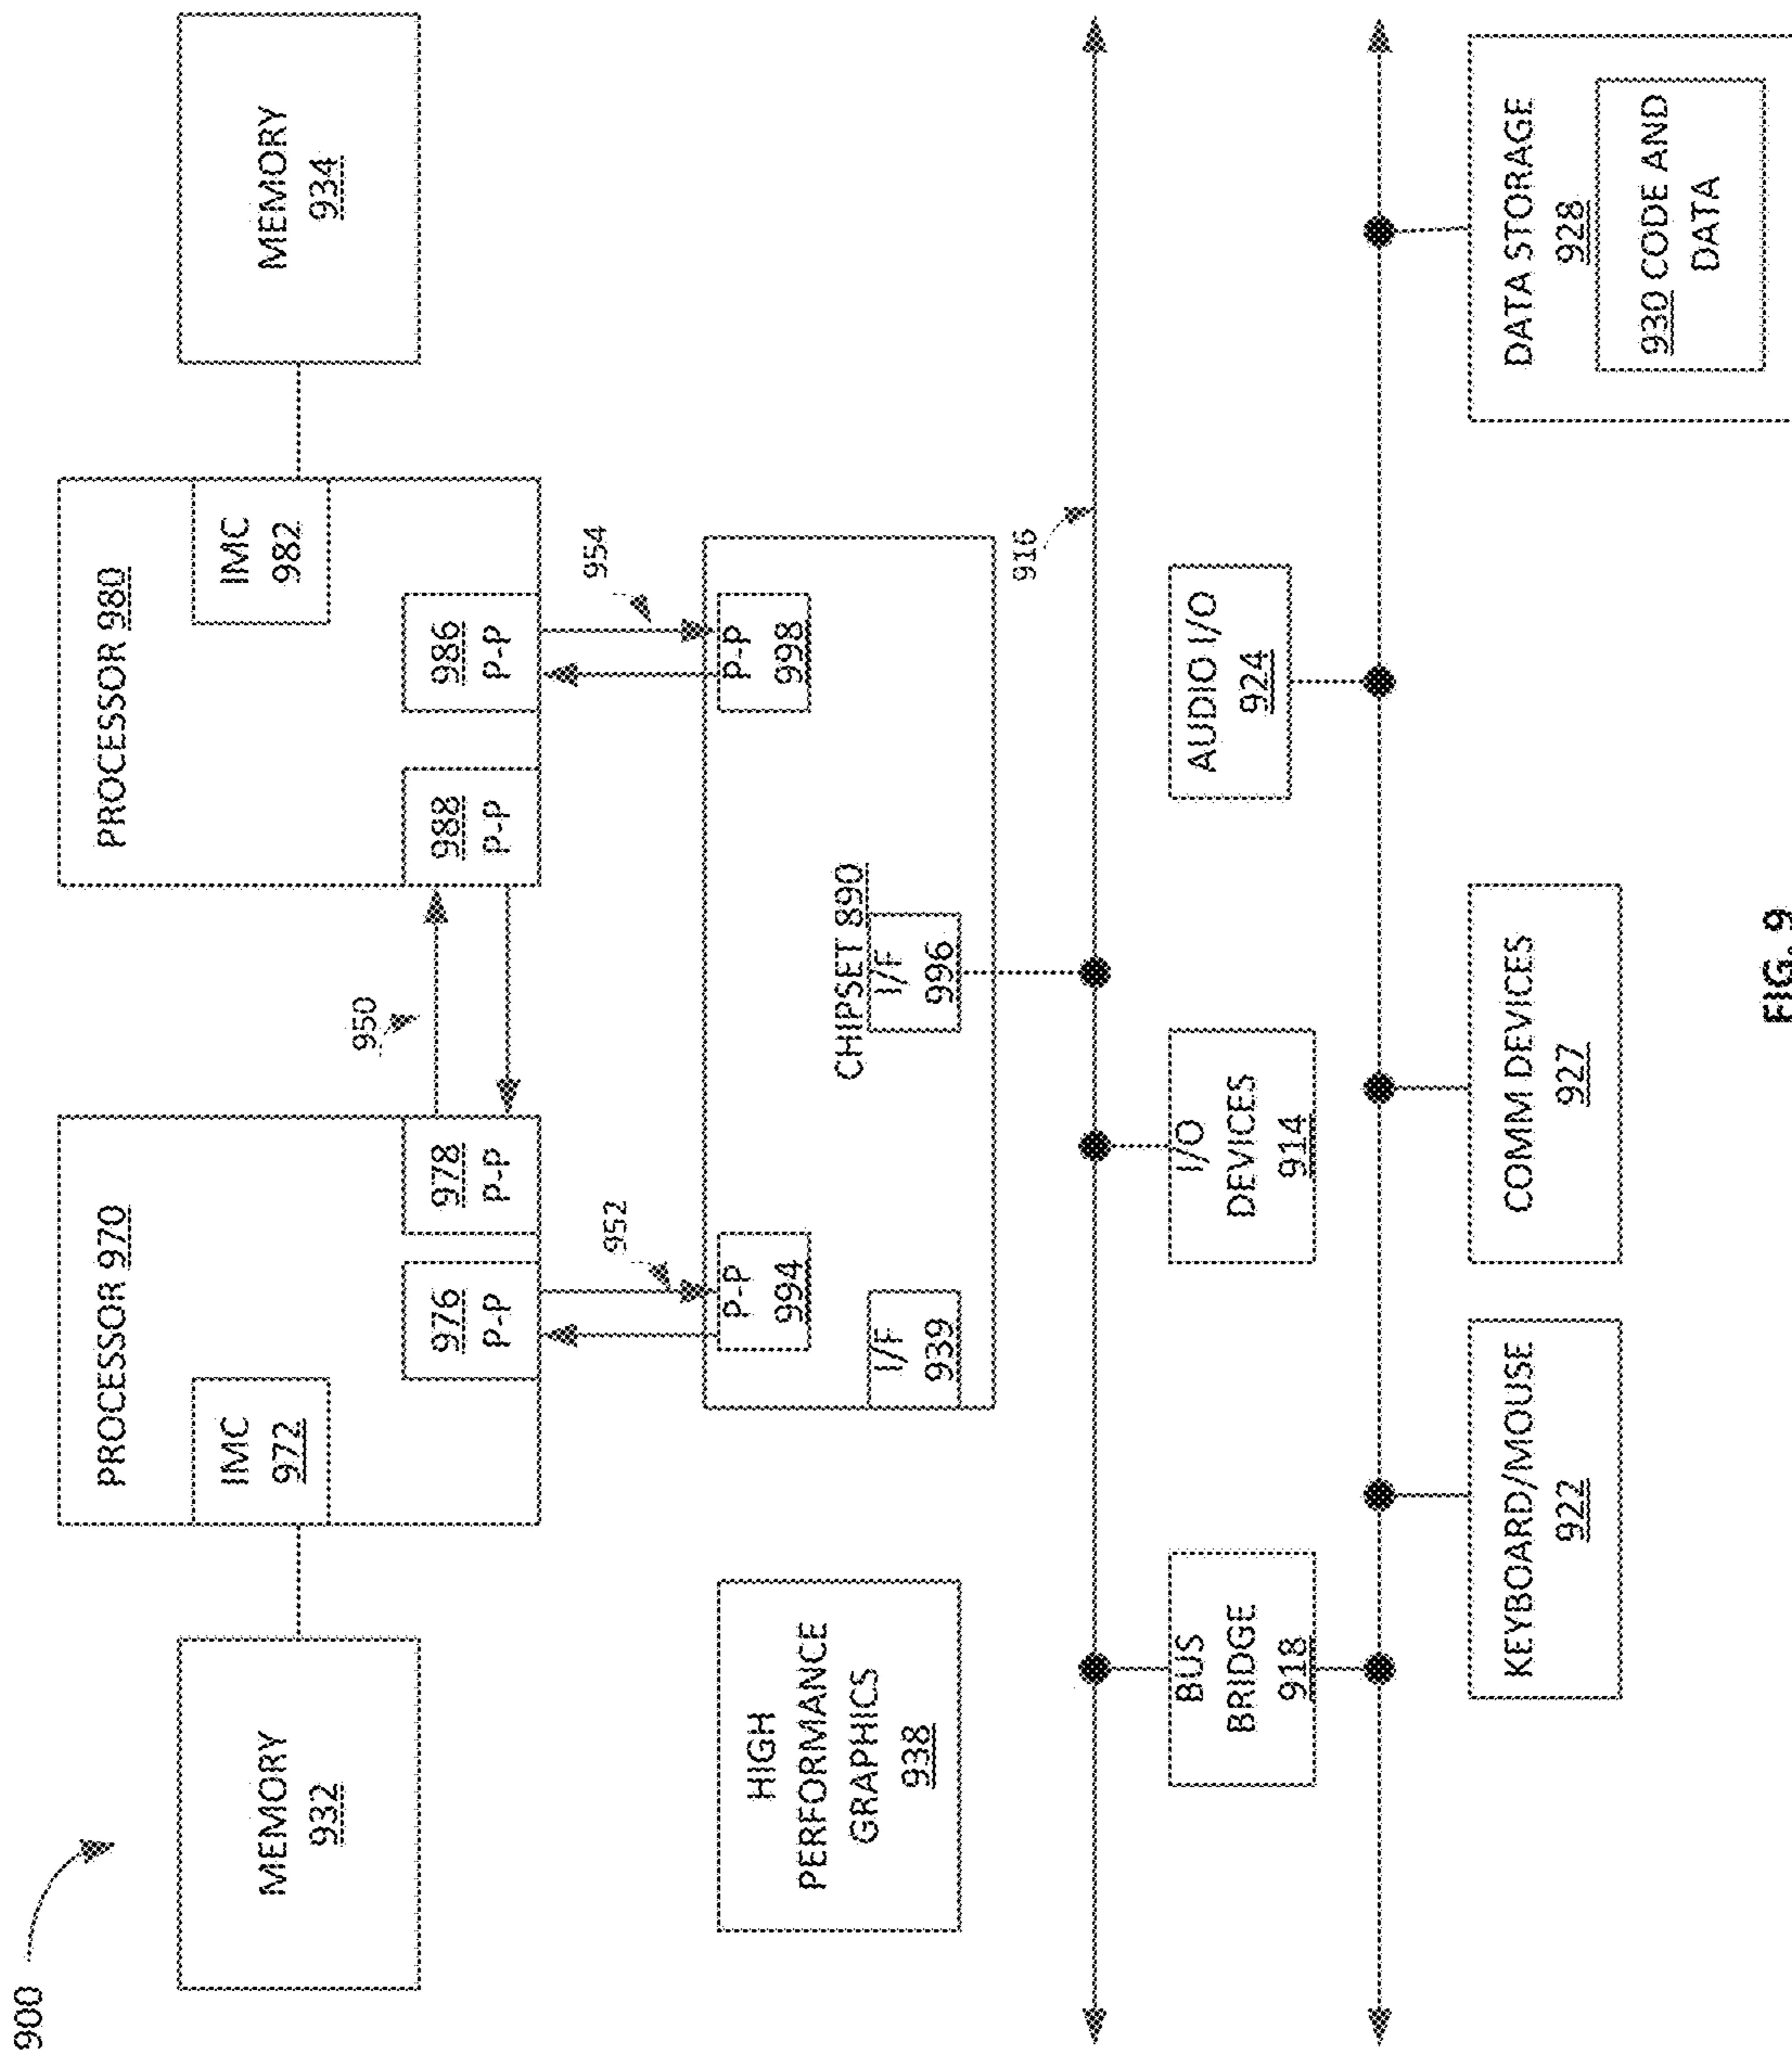 900
MEMORY
932
PROCESSOR 970
IMC
972
976
P-P
978
P-P
950
PROCESSOR 980
988
P-P
986
P-P
IMC
982
MEMORY
934
952
954
HIGH
PERFORMANCE
GRAPHICS
938
P-P
994
I/F
939
CHIPSET 890
I/F
996
P-P
998
916
BUS
BRIDGE
918
I/O
DEVICES
914
AUDIO I/O
924
KEYBOARD/MOUSE
922
COMM DEVICES
927
DATA STORAGE
928
930 CODE AND
DATA
FIG. 9